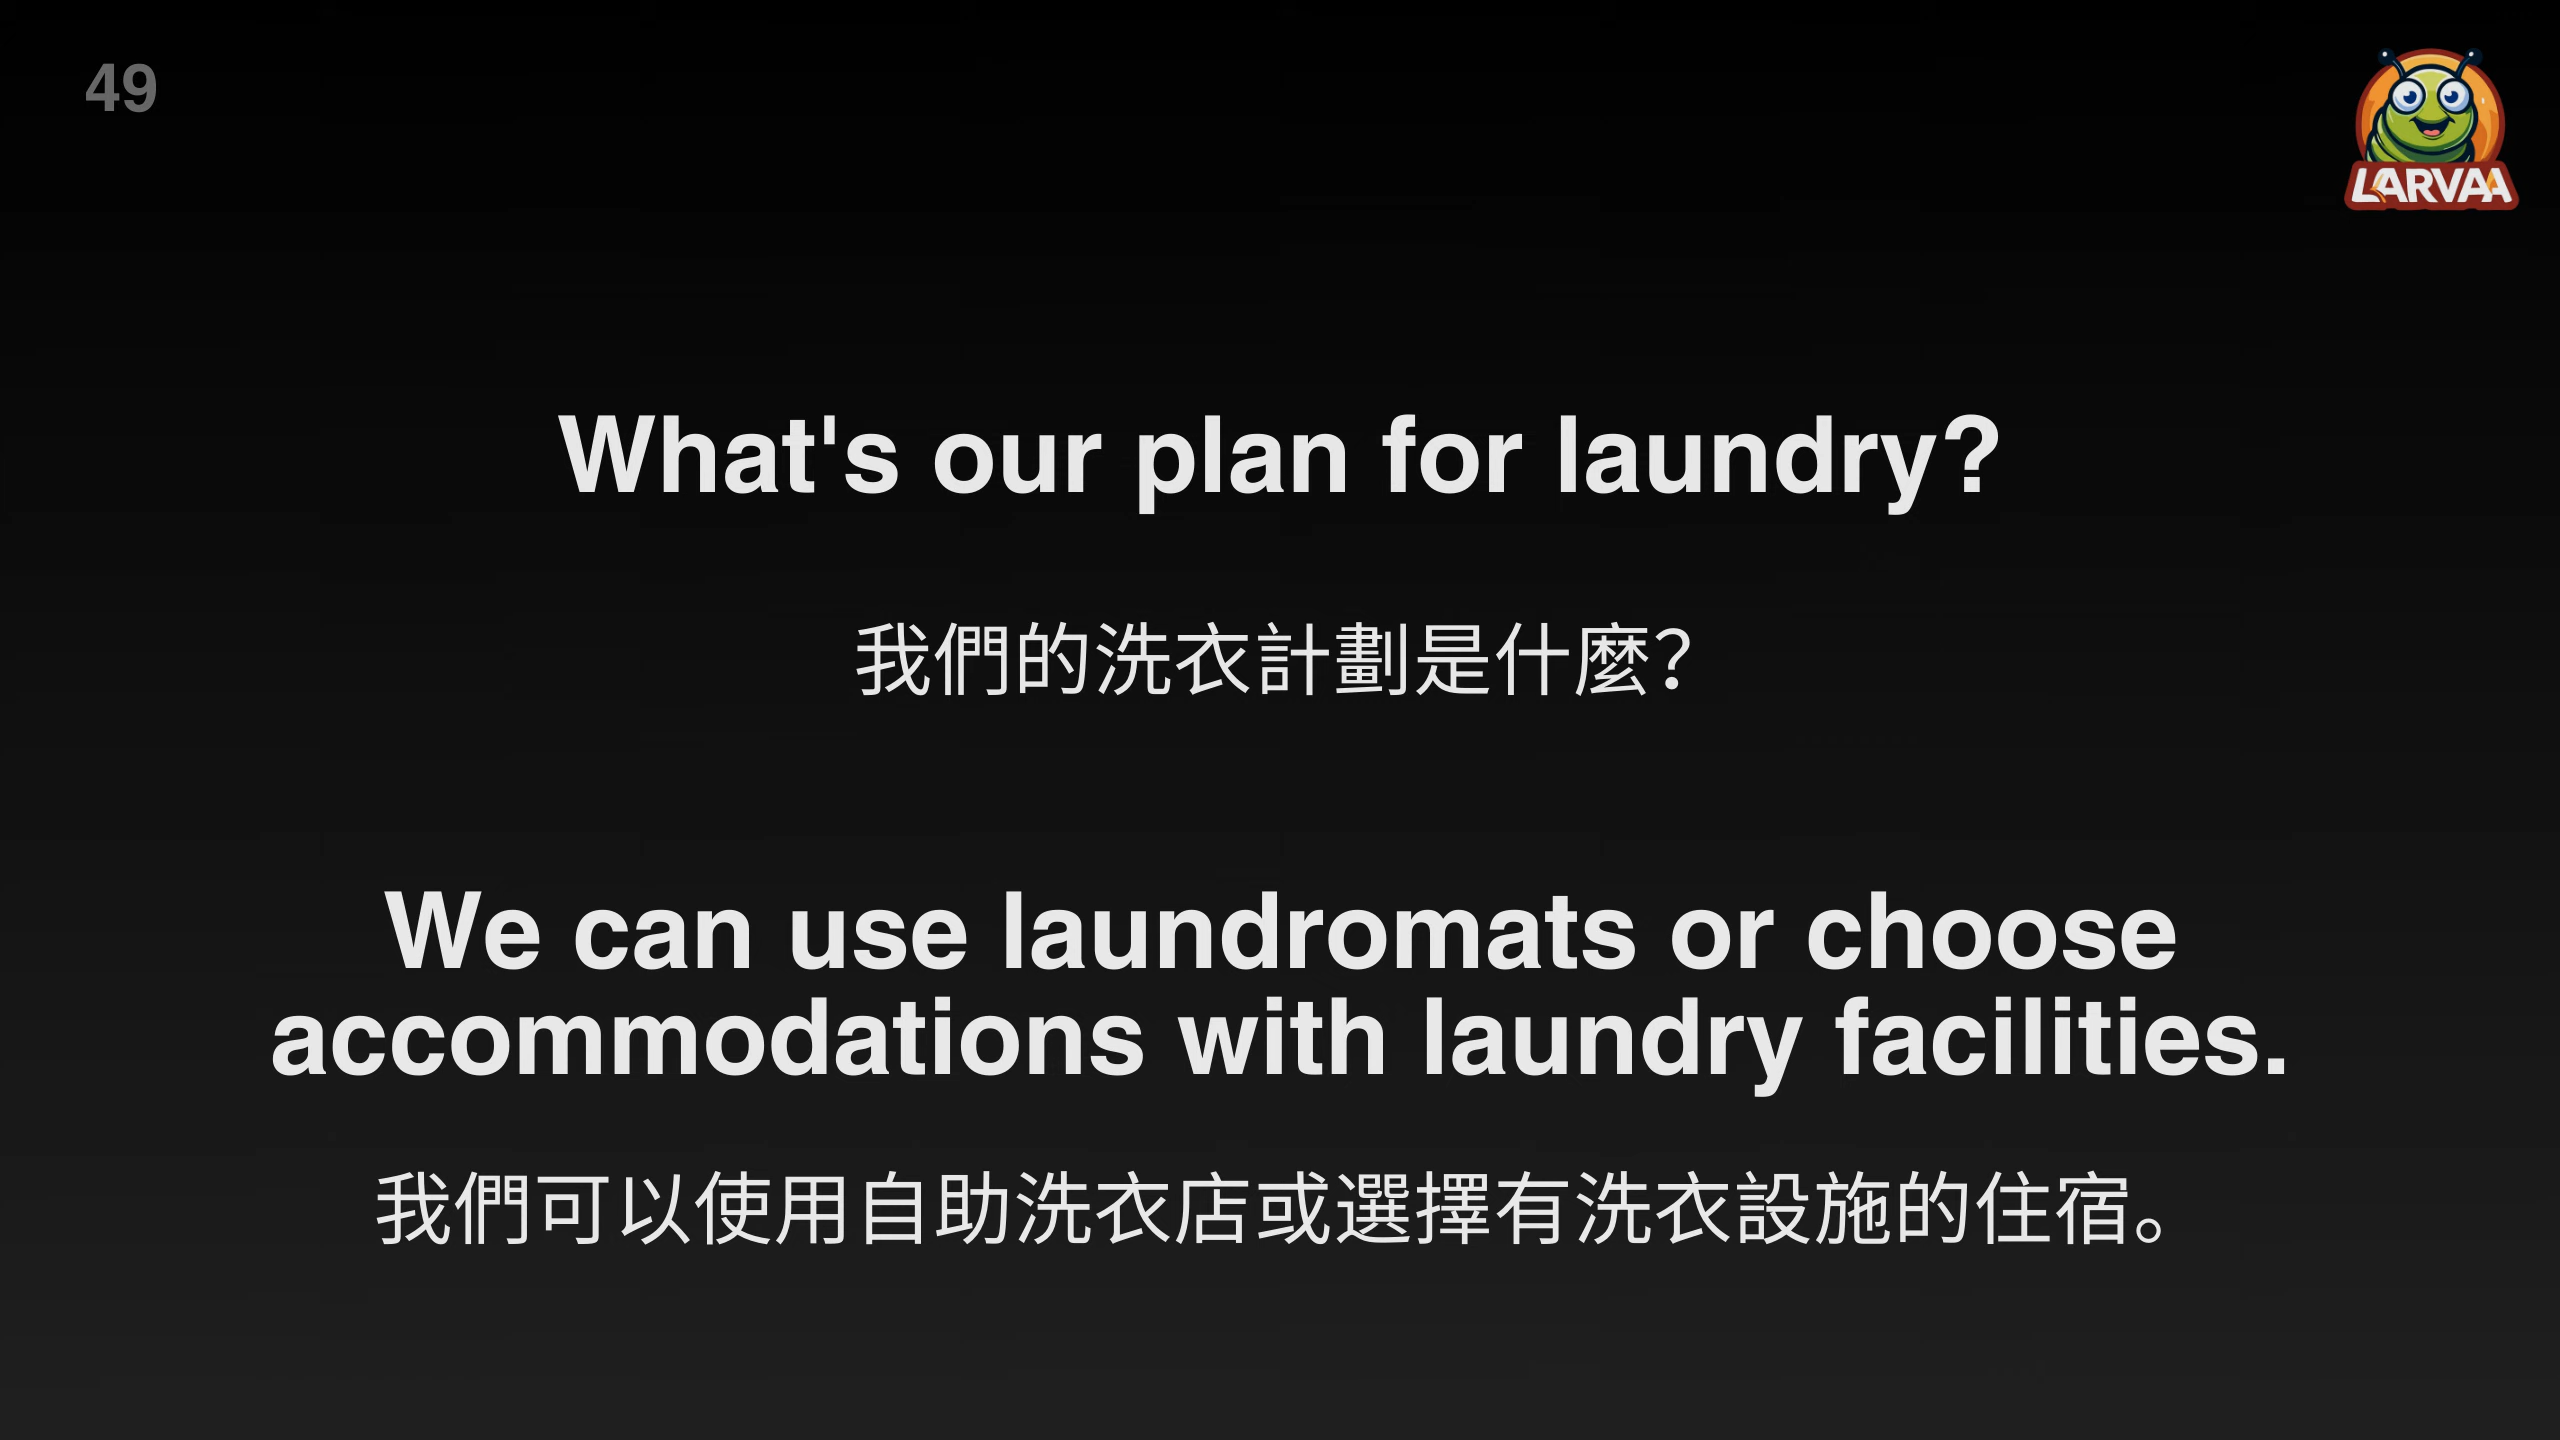 49
LARVAA
What's our plan for laundry?
我們的洗衣計劃是什麼?
We can use laundromats or choose
accommodations with laundry facilities.
我們可以使用自助洗衣店或選擇有洗衣設施的住宿。